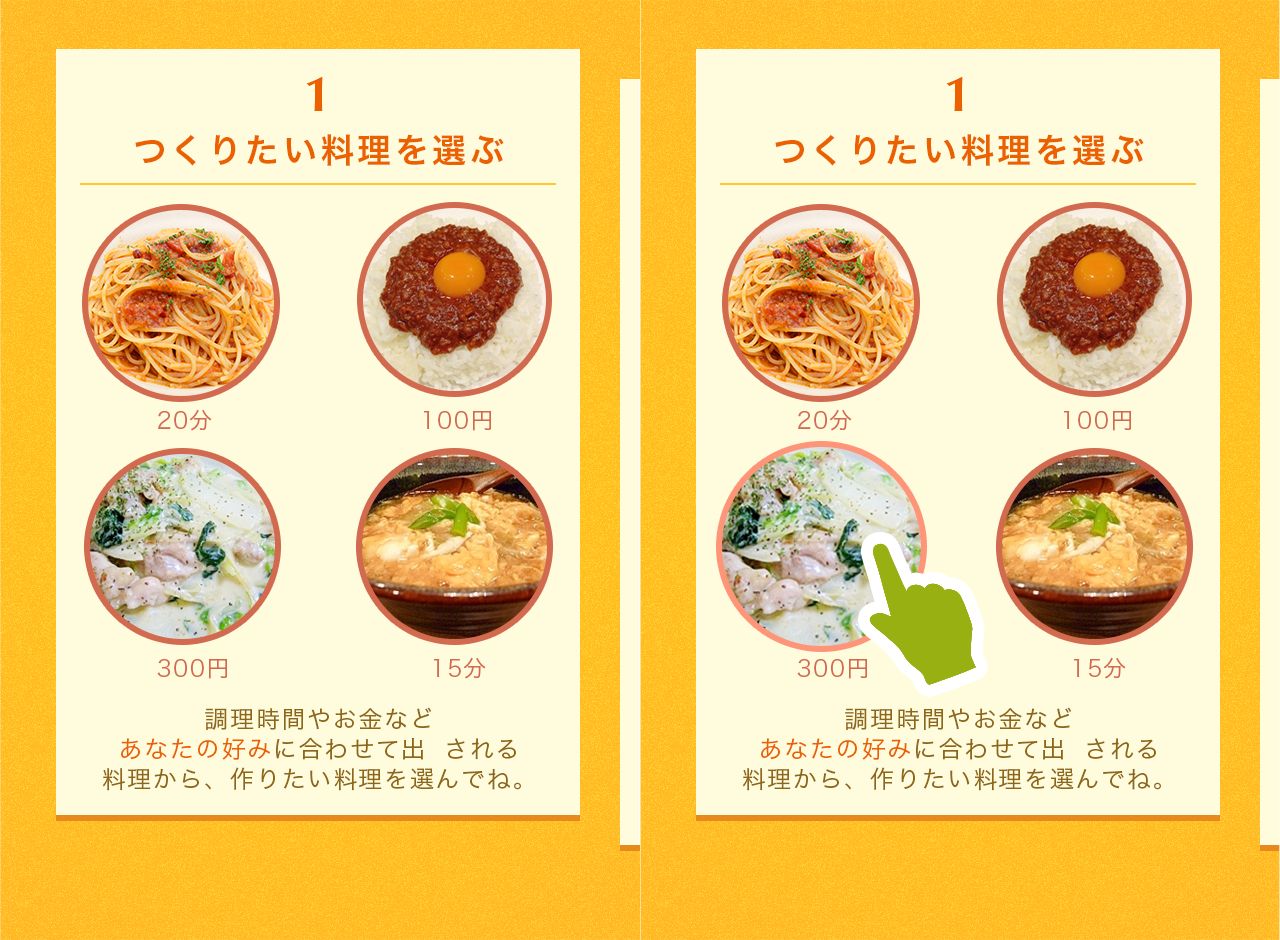 1
つくりたい料理を選ぶ
20分
100円
300円
15分
調理時間やお金など
あなたの好みに合わせて出 される
料理から、作りたい料理を選んでね。
1
つくりたい料理を選ぶ
20分
100円
300円
15分
調理時間やお金など
あなたの好みに合わせて出 される
料理から、作りたい料理を選んでね。